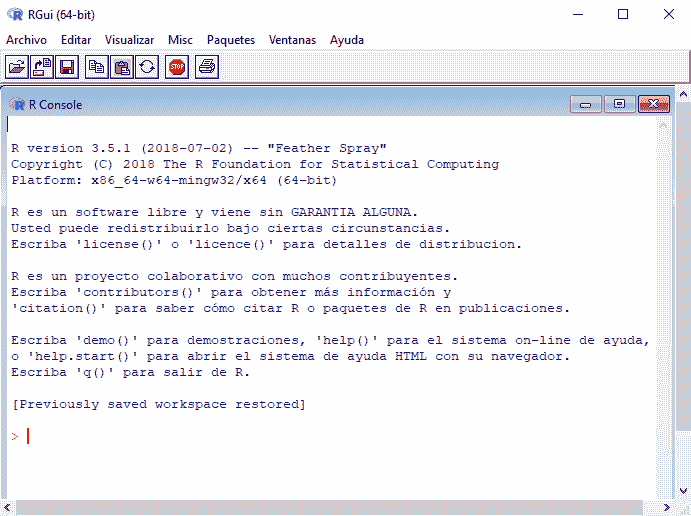 RGui (64-bit)
Archivo Editar Visualizar Misc Paquetes Ventanas Ayuda
STOP
R Console
R version 3.5.1 (2018-07-02) -- "Feather Spray"
Copyright (C) 2018 The R Foundation for Statistical Computing
Platform: x86_64-w64-mingw32/x64 (64-bit)
R es un software libre y viene sin GARANTIA ALGUNA.
Usted puede redistribuirlo bajo ciertas circunstancias.
Escriba 'license()' o 'licence()' para detalles de distribucion.
R es un proyecto colaborativo con muchos contribuyentes.
Escriba 'contributors()' para obtener más información y
'citation()' para saber cómo citar R o paquetes de R en publicaciones.
Escriba 'demo()' para demostraciones, 'help()' para el sistema on-line de ayuda,
o 'help.start()' para abrir el sistema de ayuda HTML con su navegador.
Escriba 'q()' para salir de R.
[Previously saved workspace restored]
>